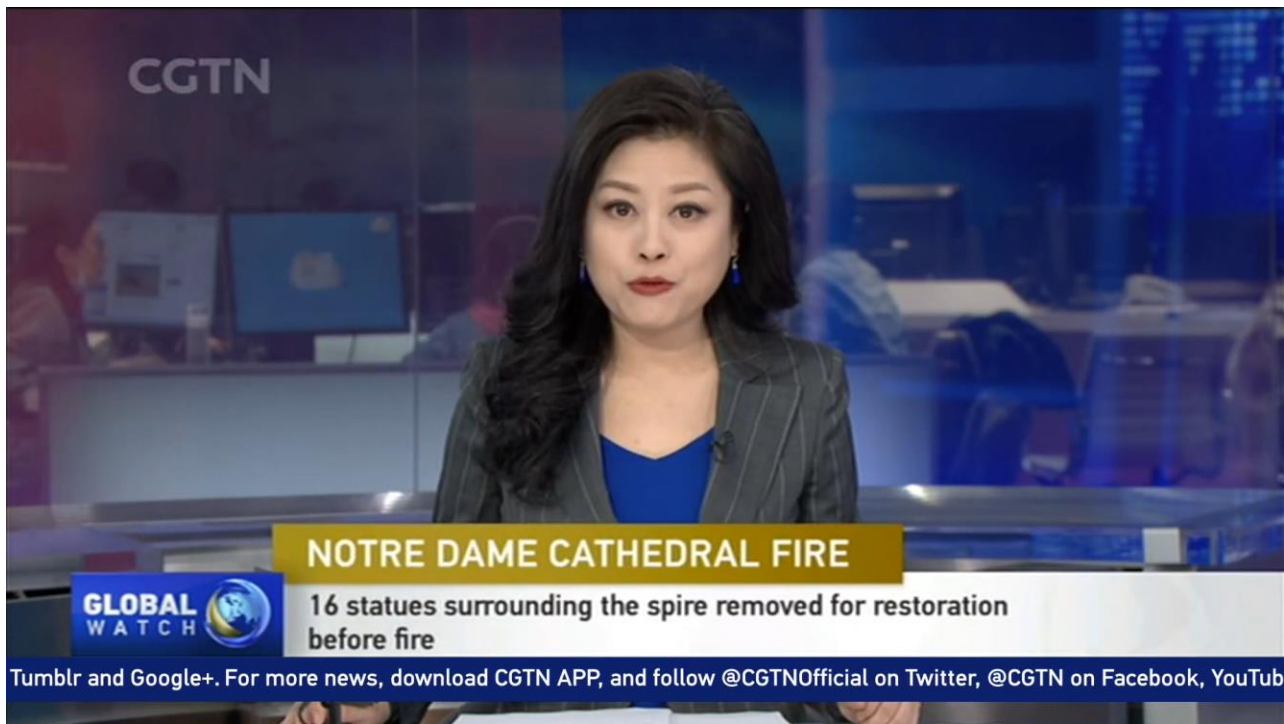 CGTN
NOTRE DAME CATHEDRAL FIRE
GLOBAL
WATCH
16 statues surrounding the spire removed for restoration
before fire
Tumblr and Google+. For more news, download CGTN APP, and follow @CGTNOfficial on Twitter, @CGTN on Facebook, YouTub